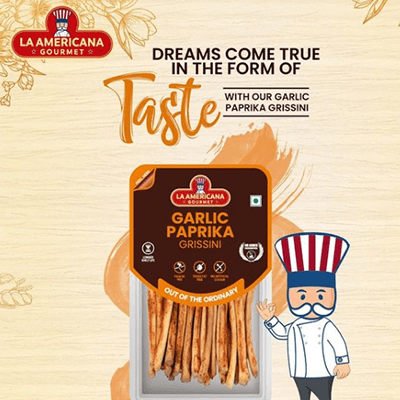 LA AMERICANA
GOURMET
DREAMS COME TRUE
IN THE FORM OF
Taste
WITH OUR GARLIC
PAPRIKA GRISSINI
LA AMERICANA
GOURMET
GARLIC
PAPRIKA
GRISSINI
OUT OF THE ORDINARY